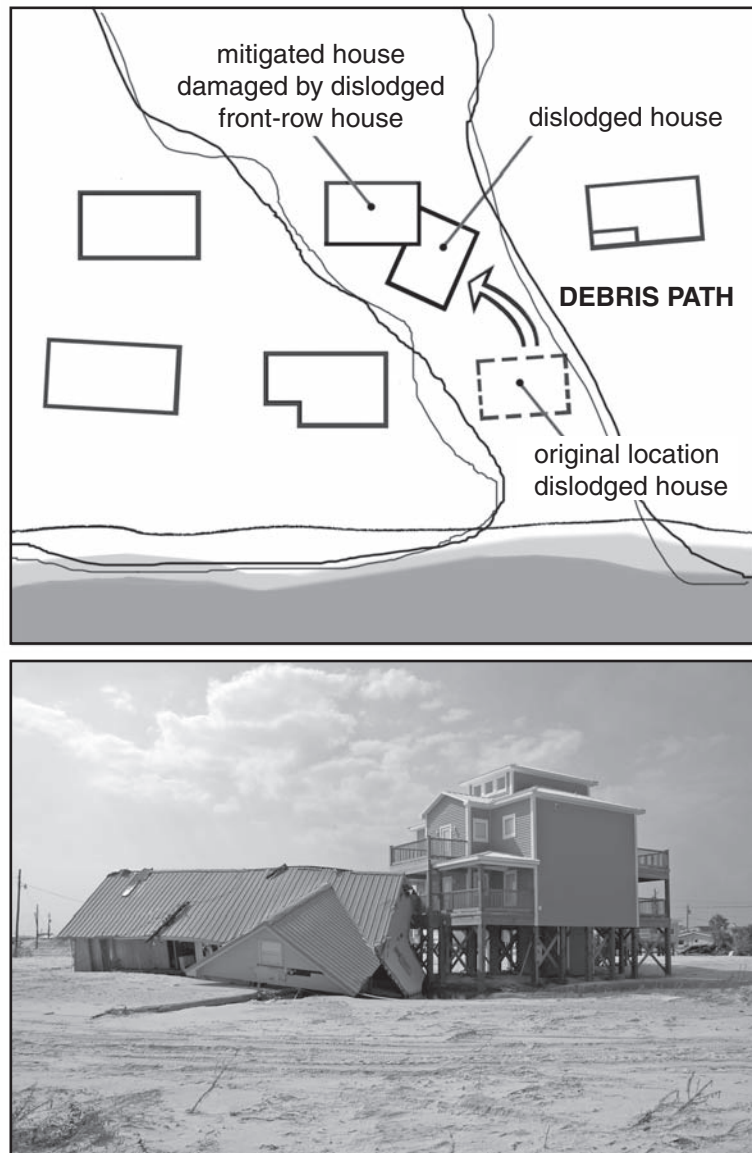 mitigated house
damaged by dislodged
front-row house
dislodged house
DEBRIS PATH
original location
dislodged house